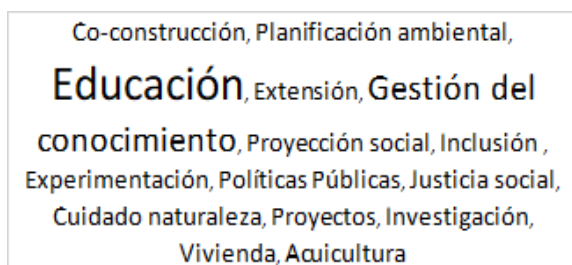 Co-construcción, Planificación ambiental,
Educación, Extensión, Gestión del
conocimiento, Proyección social, Inclusión ,
Experimentación, Políticas Públicas, Justicia social,
Cuidado naturaleza, Proyectos, Investigación,
Vivienda, Acuicultura